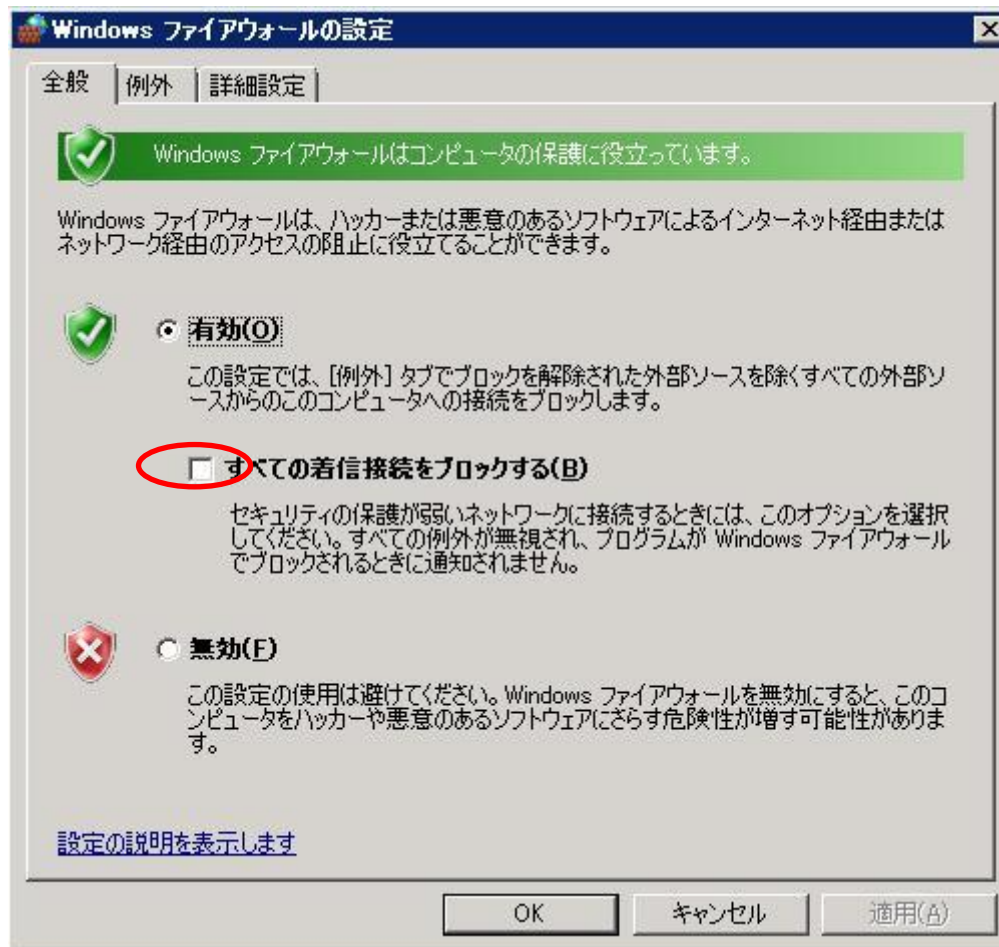 Windows ファイアウォールの設定
全般 例外 詳細設定
Windows ファイアウォールはコンピュータの保護に役立っています。
Windows ファイアウォールは、ハッカーまたは悪意のあるソフトウェアによるインターネット経由または
ネットワーク経由のアクセスの阻止に役立てることができます。
有効(O)
この設定では、[例外] タブでブロックを解除された外部ソースを除くすべての外部ソ
ースからのこのコンピュータへの接続をブロックします。
すべての着信接続をブロックする(B)
セキュリティの保護が弱いネットワークに接続するときには、このオプションを選択
してください。すべての例外が無視され、プログラムが Windows ファイアウォール
でブロックされるときに通知されません。
無効(F)
この設定の使用は避けてください。Windows ファイアウォールを無効にすると、このコ
ンピュータをハッカーや悪意のあるソフトウェアにさらす危険性が増す可能性がありま
す。
設定の説明を表示します
OK キャンセル 適用(A)